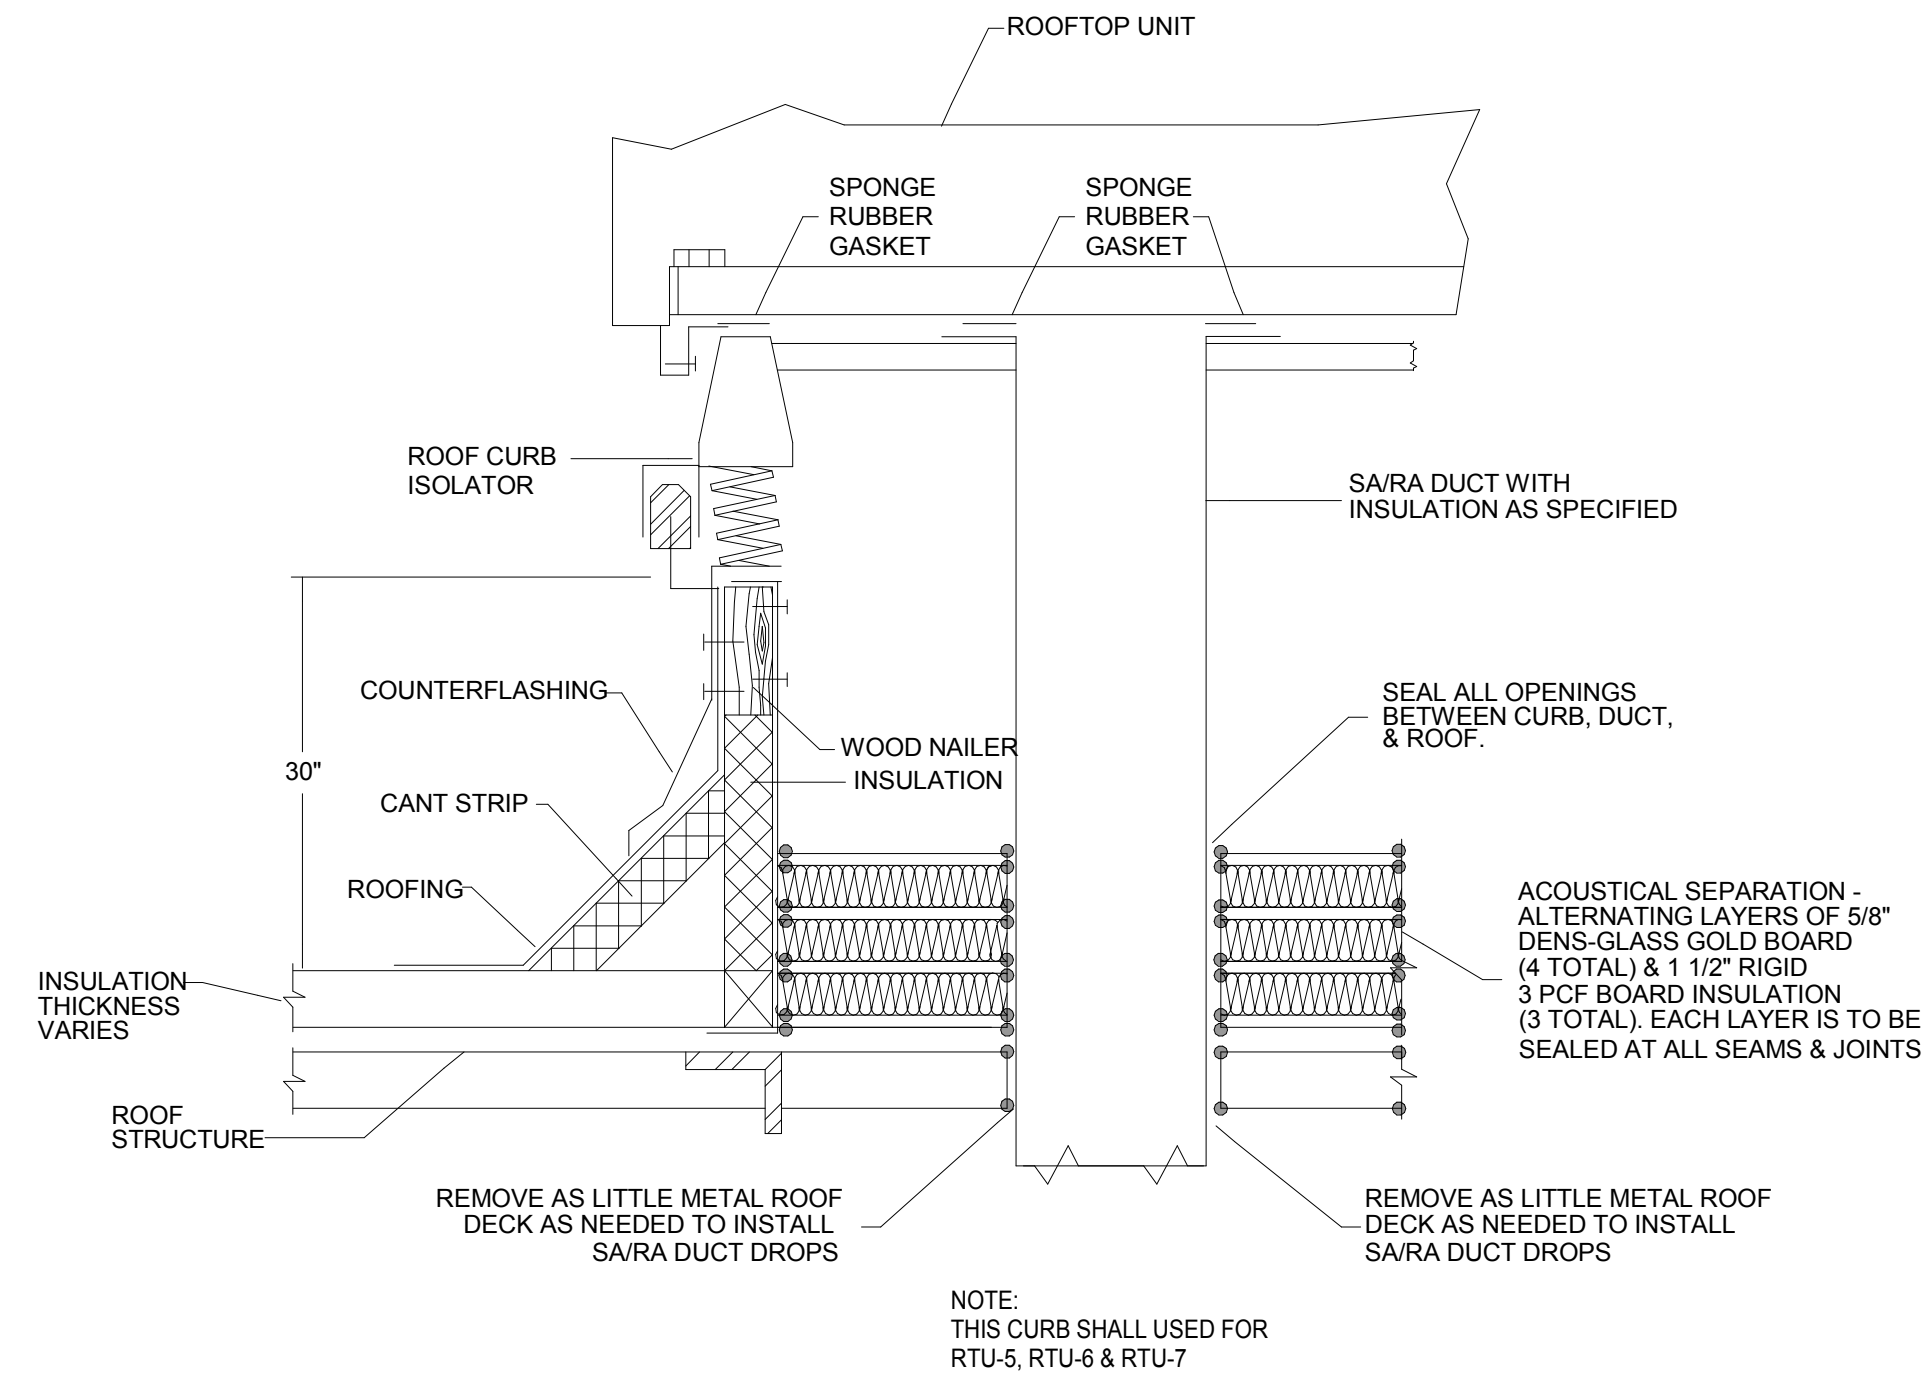 ROOFTOP UNIT
SPONGE
RUBBER
GASKET
SPONGE
RUBBER
GASKET
ROOF CURB
ISOLATOR
SA/RA DUCT WITH
INSULATION AS SPECIFIED
COUNTERFLASHING
SEAL ALL OPENINGS
BETWEEN CURB, DUCT,
& ROOF.
WOOD NAILER
INSULATION
30"
CANT STRIP
ROOFING
ACOUSTICAL SEPARATION -
ALTERNATING LAYERS OF 5/8"
DENS-GLASS GOLD BOARD
(4 TOTAL) & 1 1/2" RIGID
3 PCF BOARD INSULATION
(3 TOTAL). EACH LAYER IS TO BE
SEALED AT ALL SEAMS & JOINTS
INSULATION
THICKNESS
VARIES
ROOF
STRUCTURE
REMOVE AS LITTLE METAL ROOF
DECK AS NEEDED TO INSTALL
SA/RA DUCT DROPS
REMOVE AS LITTLE METAL ROOF
DECK AS NEEDED TO INSTALL
SA/RA DUCT DROPS
NOTE:
THIS CURB SHALL USED FOR
RTU-5, RTU-6 & RTU-7